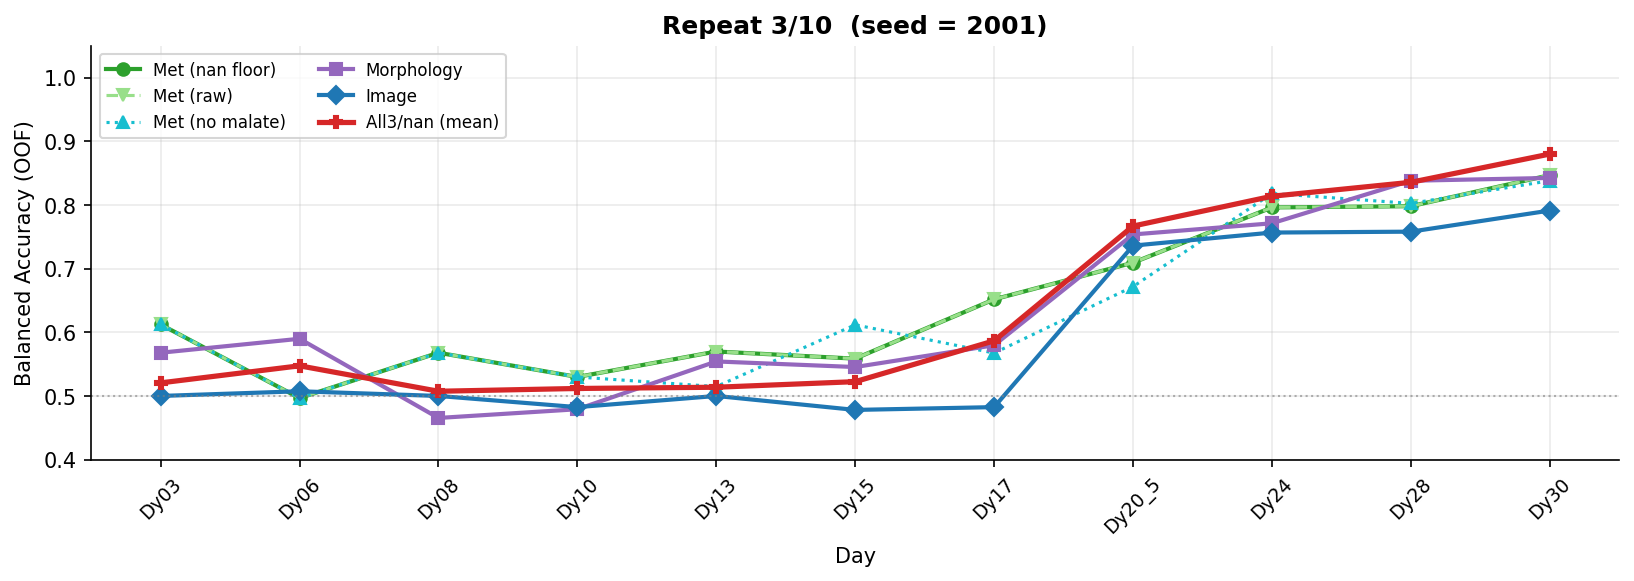 Repeat 3/10  (seed = 2001)
Met (nan floor)
Met (raw)
Met (no malate)
Morphology
Image
All3/nan (mean)
Balanced Accuracy (OOF)
1.0
0.9
0.8
0.7
0.6
0.5
0.4
Dy03
Dy06
Dy08
Dy10
Dy13
Dy15
Dy17
Dy20_5
Dy24
Dy28
Dy30
Day